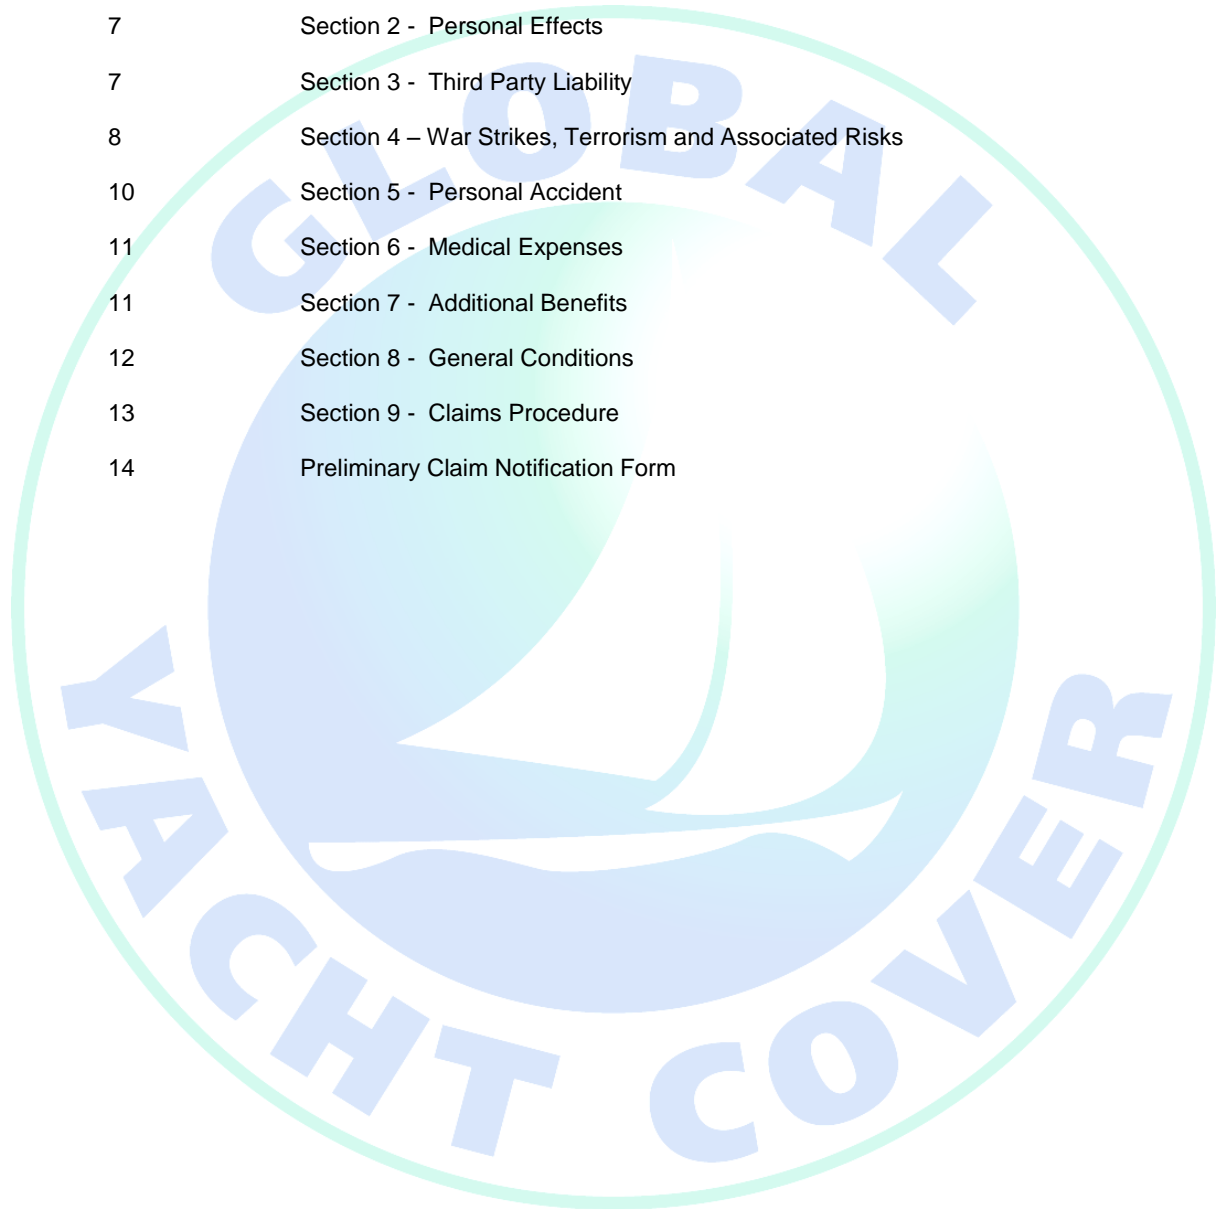 7 Section 2 - Personal Effects
7 Section 3 - Third Party Liability
8 Section 4 – War Strikes, Terrorism and Associated Risks
10 Section 5 - Personal Accident
11 Section 6 - Medical Expenses
11 Section 7 - Additional Benefits
12 Section 8 - General Conditions
13 Section 9 - Claims Procedure
14 Preliminary Claim Notification Form
GLOBAL
YACHT COVER